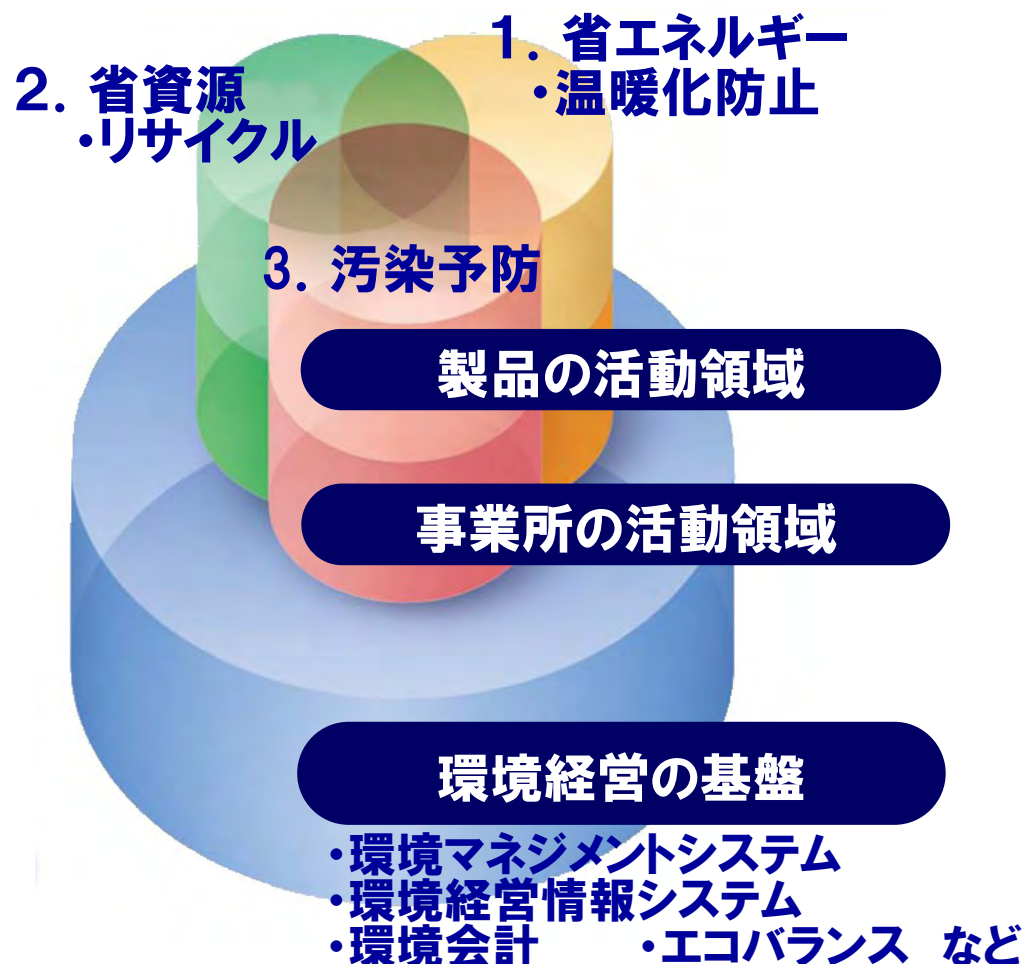 1. 省エネルギー
・温暖化防止
2. 省資源
・リサイクル
3. 汚染予防
製品の活動領域
事業所の活動領域
環境経営の基盤
・環境マネジメントシステム
・環境経営情報システム
・環境会計　・エコバランス　など